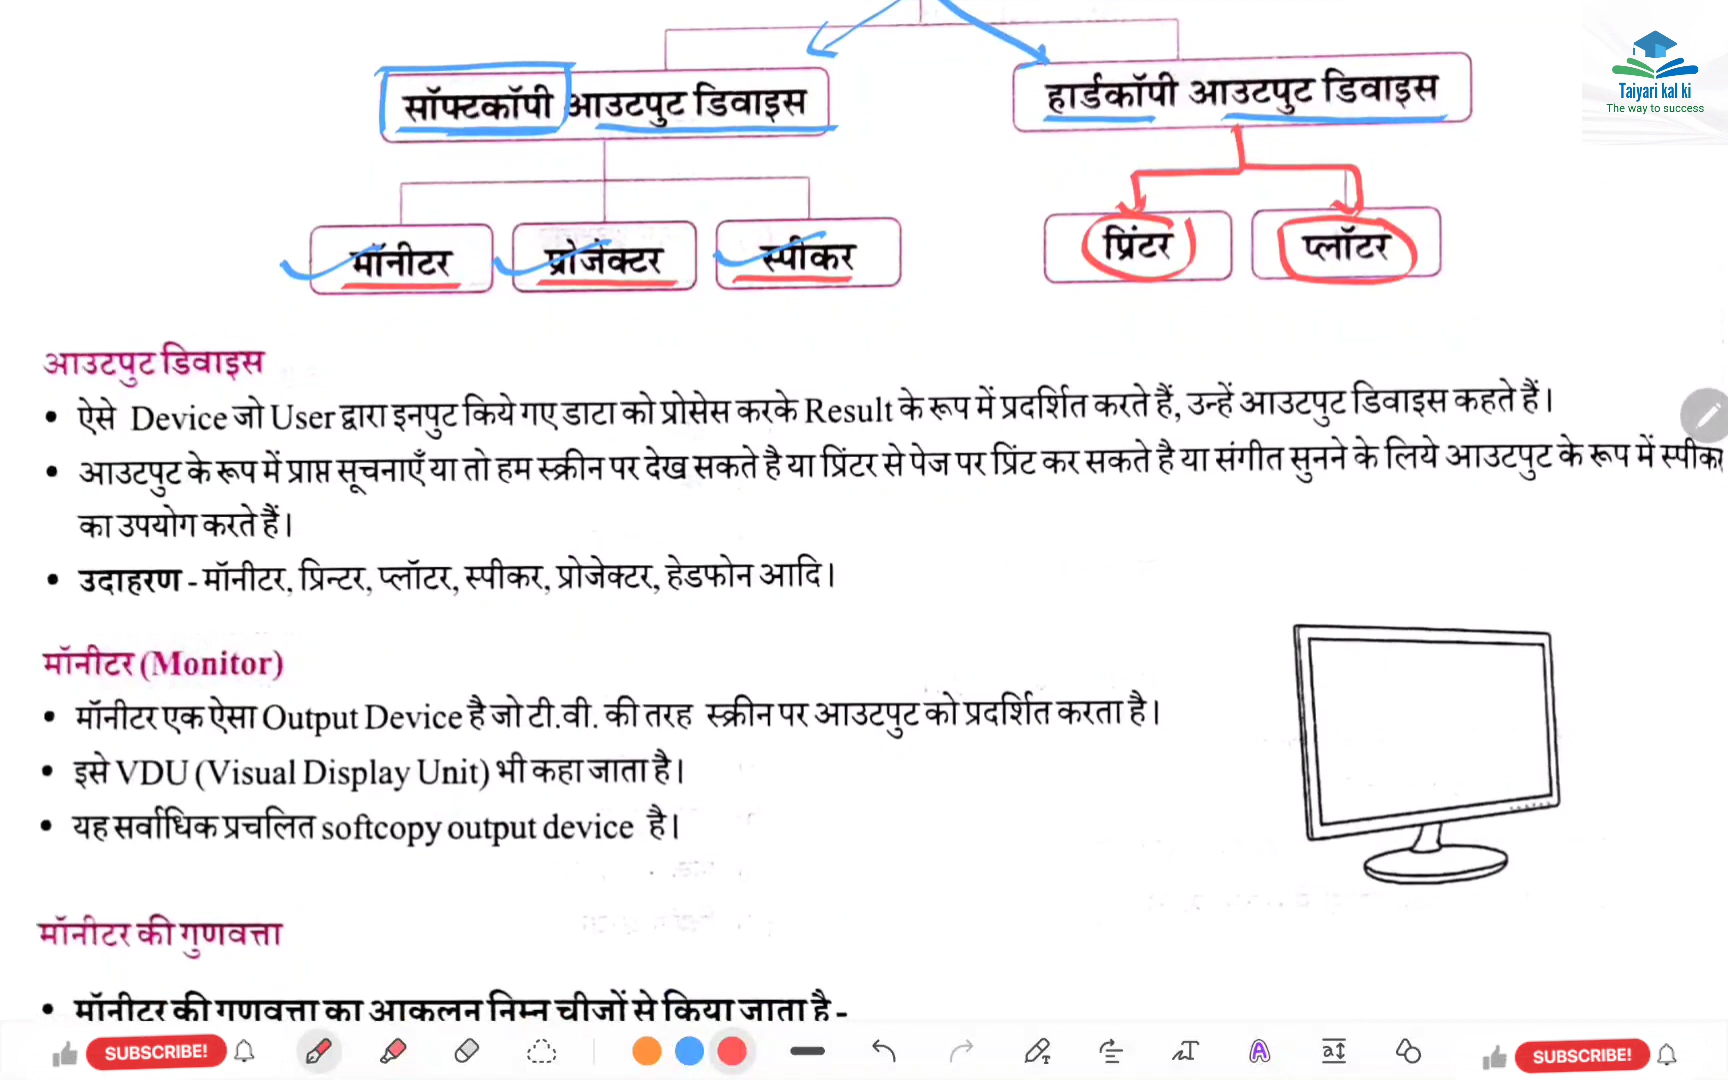 सॉफ्टकॉपी आउटपुट डिवाइस
हार्डकॉपी आउटपुट डिवाइस
Taiyari kal ki
The way to success
मॉनीटर
प्रोजेक्टर
स्पीकर
प्रिंटर
प्लॉटर
आउटपुट डिवाइस
• ऐसे Device जो User द्वारा इनपुट किये गए डाटा को प्रोसेस करके Result के रूप में प्रदर्शित करते हैं, उन्हें आउटपुट डिवाइस कहते हैं।
• आउटपुट के रूप में प्राप्त सूचनाएँ या तो हम स्क्रीन पर देख सकते है या प्रिंटर से पेज पर प्रिंट कर सकते है या संगीत सुनने के लिये आउटपुट के रूप में स्पीकर
का उपयोग करते हैं।
• उदाहरण - मॉनीटर, प्रिन्टर, प्लॉटर, स्पीकर, प्रोजेक्टर, हेडफोन आदि।
मॉनीटर (Monitor)
• मॉनीटर एक ऐसा Output Device है जो टी.वी. की तरह स्क्रीन पर आउटपुट को प्रदर्शित करता है।
• इसे VDU (Visual Display Unit) भी कहा जाता है।
• यह सर्वाधिक प्रचलित softcopy output device है।
मॉनीटर की गुणवत्ता
• मॉनीटर की गुणवत्ता का आकलन निम्न चीजों से किया जाता है -
SUBSCRIBE!
SUBSCRIBE!